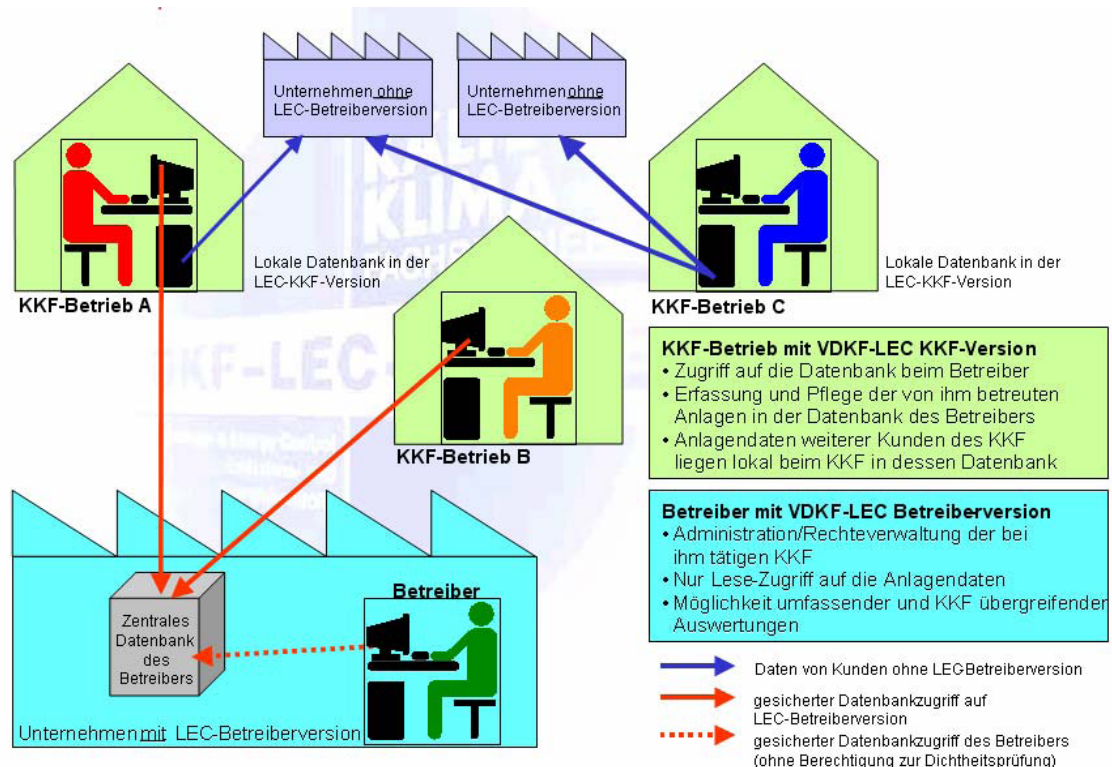 Unternehmen ohne
LEC-Betreiberversion
Unternehmen ohne
LEC-Betreiberversion
Lokale Datenbank in der
LEC-KKF-Version
KKF-Betrieb A
Lokale Datenbank in der
LEC-KKF-Version
KKF-Betrieb C
KKF-Betrieb B
KKF-Betrieb mit VDKF-LEC KKF-Version
• Zugriff auf die Datenbank beim Betreiber
• Erfassung und Pflege der von ihm betreuten
Anlagen in der Datenbank des Betreibers
• Anlagendaten weiterer Kunden des KKF
liegen lokal beim KKF in dessen Datenbank
Betreiber mit VDKF-LEC Betreiberversion
• Administration/Rechteverwaltung der bei
ihm tätigen KKF
• Nur Lese-Zugriff auf die Anlagendaten
• Möglichkeit umfassender und KKF übergreifender
Auswertungen
Betreiber
Zentrales
Datenbank
des
Betreibers
Unternehmen mit LEC-Betreiberversion
Daten von Kunden ohne LEC-Betreiberversion
gesicherter Datenbankzugriff auf
LEC-Betreiberversion
gesicherter Datenbankzugriff des Betreibers
(ohne Berechtigung zur Dichtheitsprüfung)
KLIMA